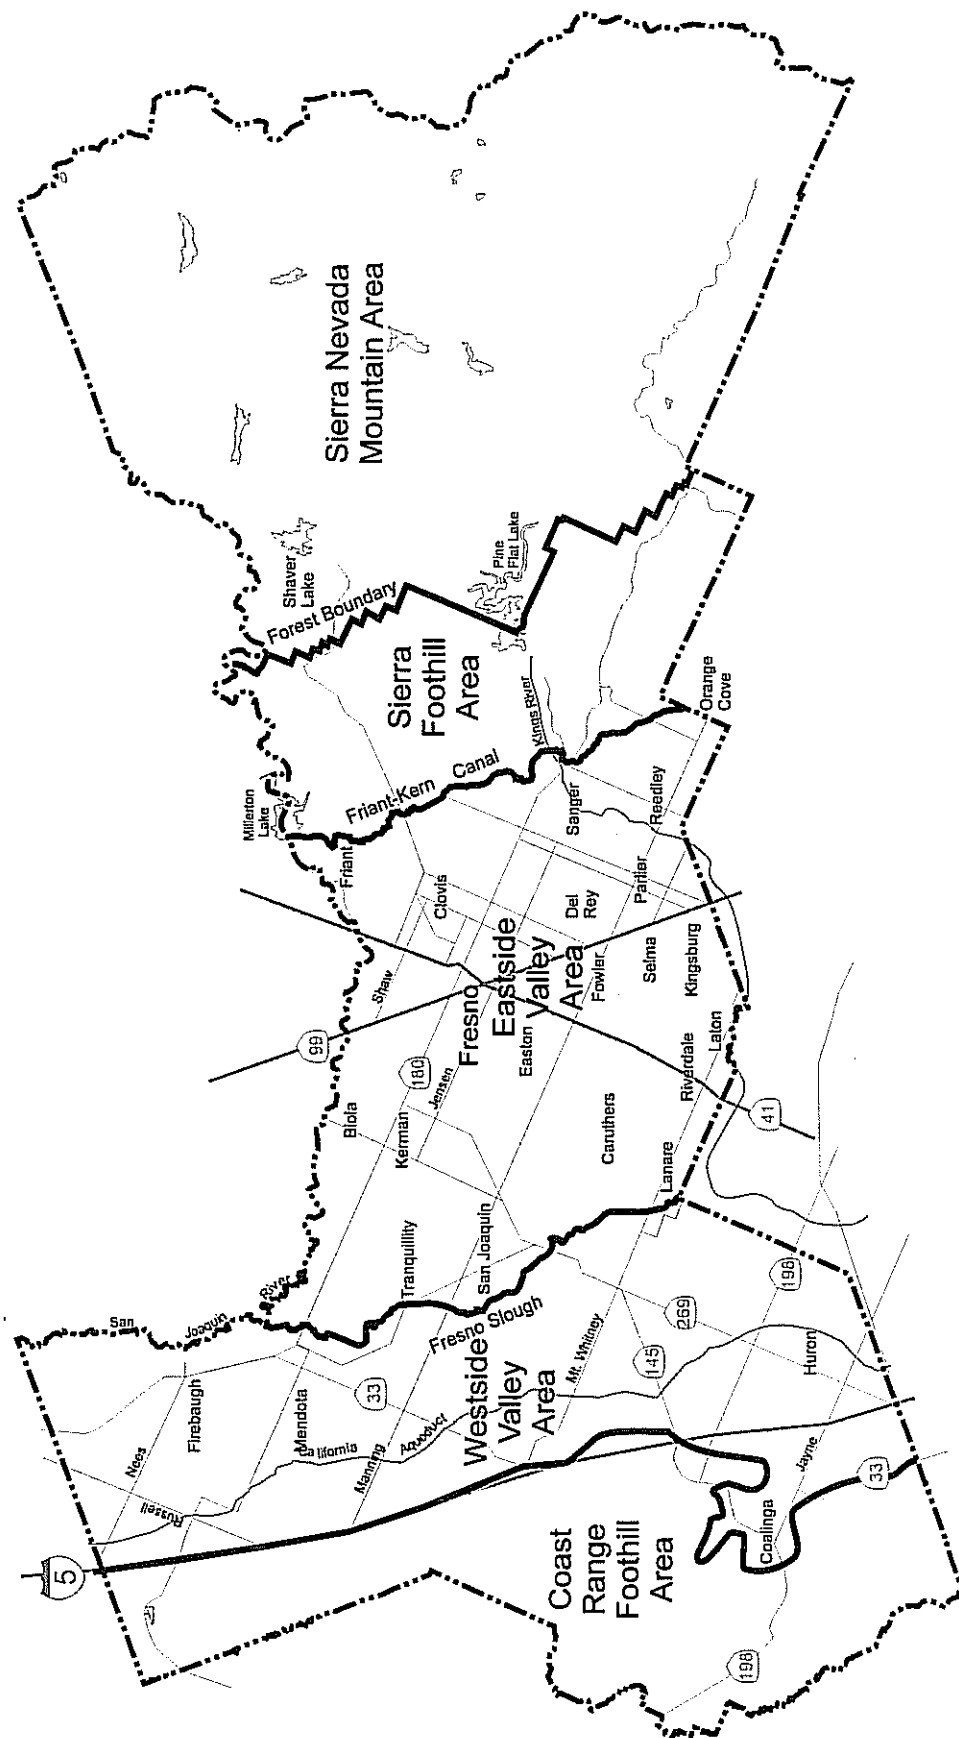 Sierra Nevada
Mountain Area
Shaver
Lake
Forest Boundary
Pine
Flat Lake
Sierra
Foothill
Area
Kings River
Friant-Kern Canal
Millerton
Lake
Friant
Orange
Cove
Sanger
Reedley
Clovis
Del
Rey
Parlier
Shaw
Fresno
Eastside
Valley
Area
Fowler
Selma
Kingsburg
99
180
Jensen
Easton
Biola
Kerman
Caruthers
Riverdale
Laton
41
Lanare
San Joaquin
River
Tranquillity
San Joaquin
Fresno Slough
Westside
Valley
Area
Mt. Whitney
145
269
198
Huron
Firebaugh
Mendota
33
Nees
Russell
California Aqueduct
Manning
Jayne
33
5
Coast
Range
Foothill
Area
Coalinga
198